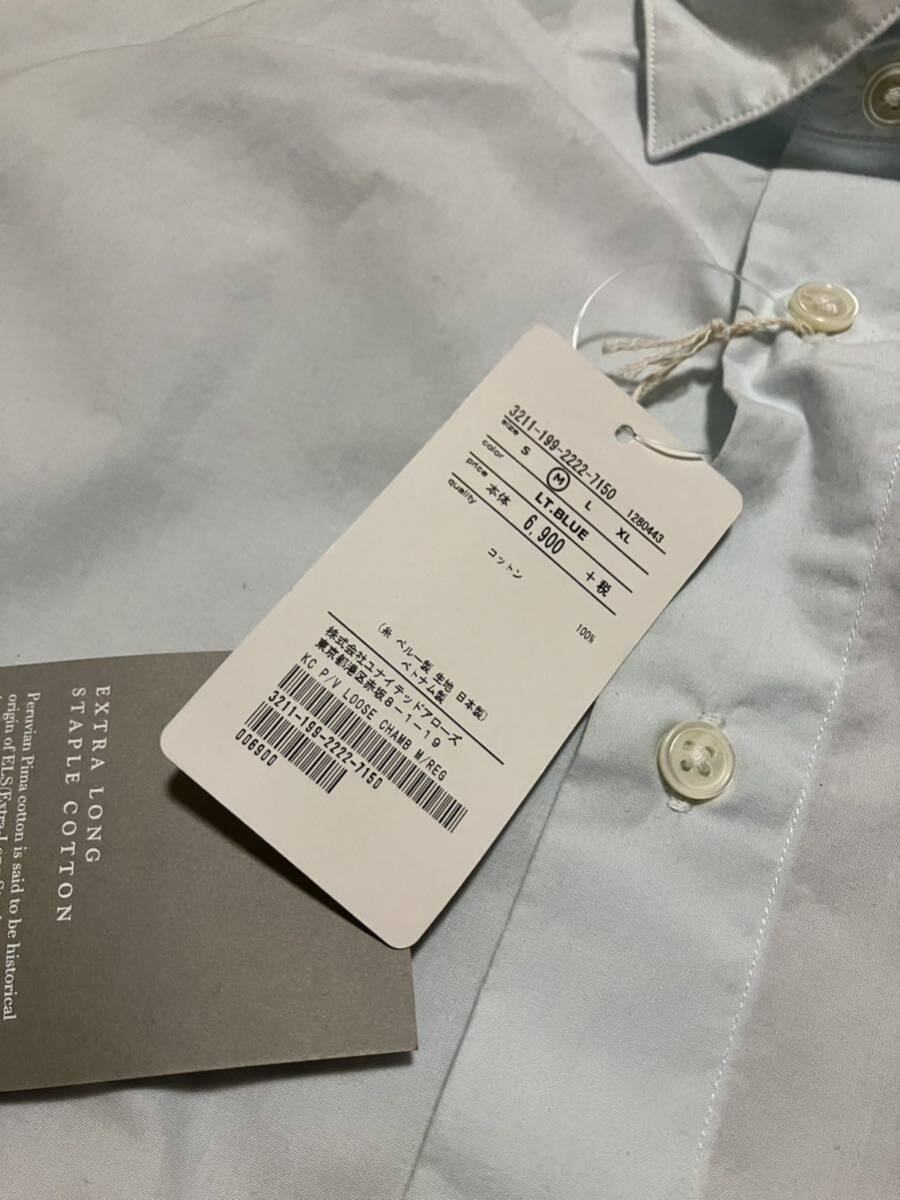 3211-199-2222-7150 1280443
size S M L XL
color LT.BLUE
price 本体 6,900 +税
quality
コットン 100%
(糸 ペルー製 生地 日本製)
ベトナム製
株式会社ユナイテッドアローズ
東京都港区赤坂8-1-19
KC P/V LOOSE CHAMB M/REG
3211-199-2222-7150
006900
EXTRA LONG
STAPLE COTTON
Peruvian Pima cotton is said to be historical
origin of ELS(Extra Long